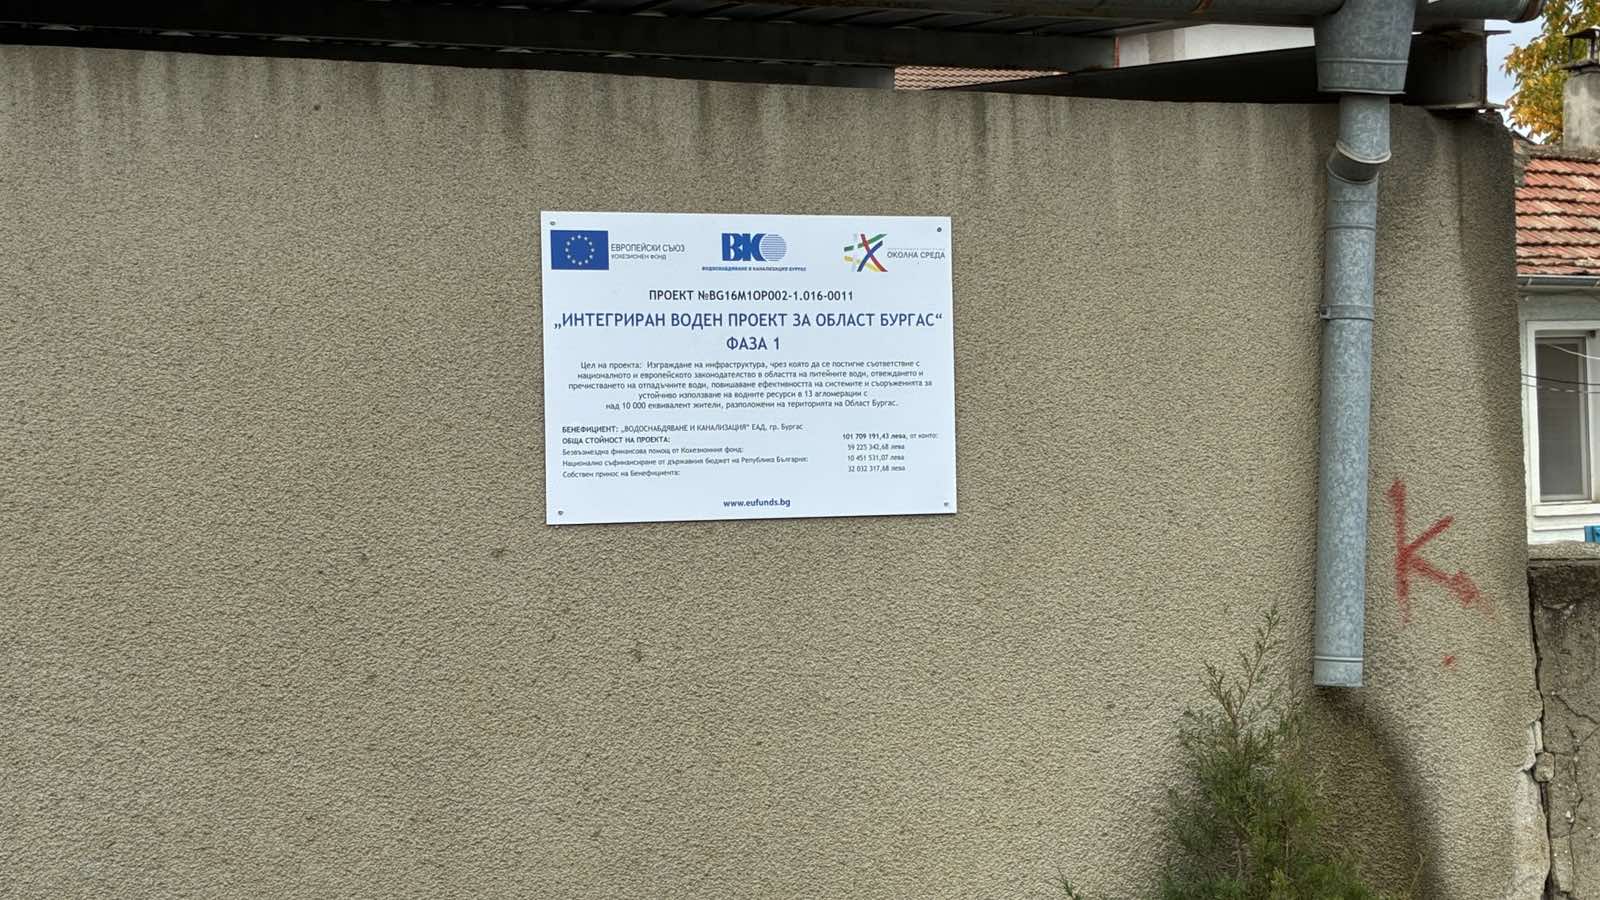 ЕВРОПЕЙСКИ СЪЮЗ
КОХЕЗИОНЕН ФОНД
ВиК
ВОДОСНАБДЯВАНЕ И КАНАЛИЗАЦИЯ БУРГАС
ОКОЛНА СРЕДА
ПРОЕКТ №BG16M1OP002-1.016-0011
„ИНТЕГРИРАН ВОДЕН ПРОЕКТ ЗА ОБЛАСТ БУРГАС“
ФАЗА 1
Цел на проекта: Изграждане на инфраструктура, чрез която да се постигне съответствие с
националното и европейското законодателство в областта на питейните води, отвеждането и
пречистването на отпадъчните води, повишаване ефективността на системите и съоръженията за
устойчиво използване на водните ресурси в 13 агломерации с
над 10 000 еквивалент жители, разположени на територията на Област Бургас.
БЕНЕФИЦИЕНТ: „ВОДОСНАБДЯВАНЕ И КАНАЛИЗАЦИЯ“ ЕАД, гр. Бургас
ОБЩА СТОЙНОСТ НА ПРОЕКТА: 101 709 191,43 лева, от които:
Безвъзмездна финансова помощ от Кохезионния фонд: 59 225 342,68 лева
Национално съфинансиране от държавния бюджет на Република България: 10 451 531,07 лева
Собствен принос на Бенефициента: 32 032 317,68 лева
www.eufunds.bg
К.